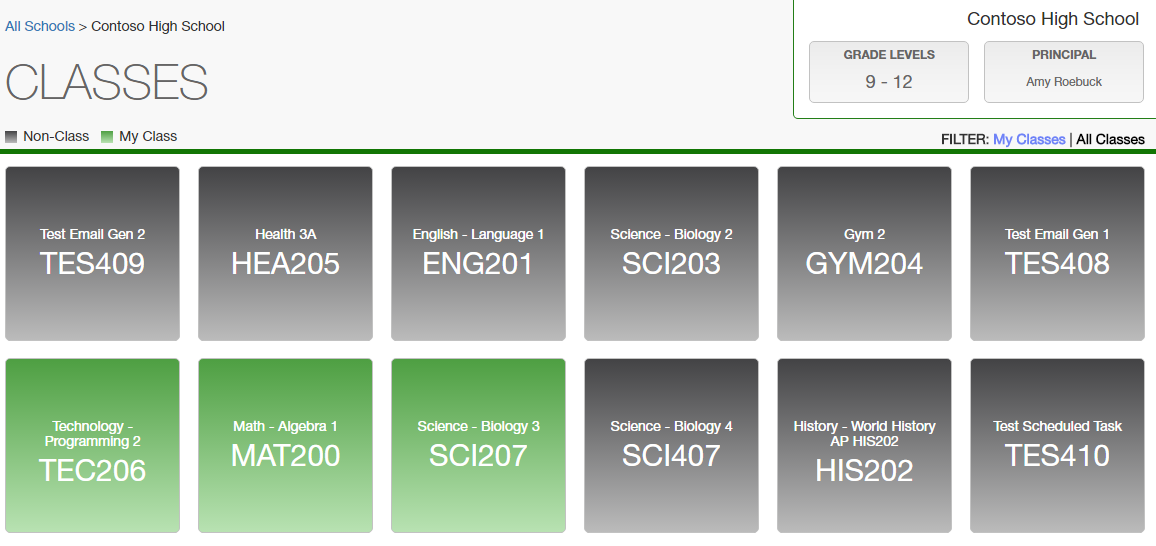 All Schools > Contoso High School
Contoso High School
GRADE LEVELS
9 - 12
PRINCIPAL
Amy Roebuck
CLASSES
Non-Class
My Class
FILTER: My Classes | All Classes
Test Email Gen 2
TES409
Health 3A
HEA205
English - Language 1
ENG201
Science - Biology 2
SCI203
Gym 2
GYM204
Test Email Gen 1
TES408
Technology -
Programming 2
TEC206
Math - Algebra 1
MAT200
Science - Biology 3
SCI207
Science - Biology 4
SCI407
History - World History
AP HIS202
HIS202
Test Scheduled Task
TES410